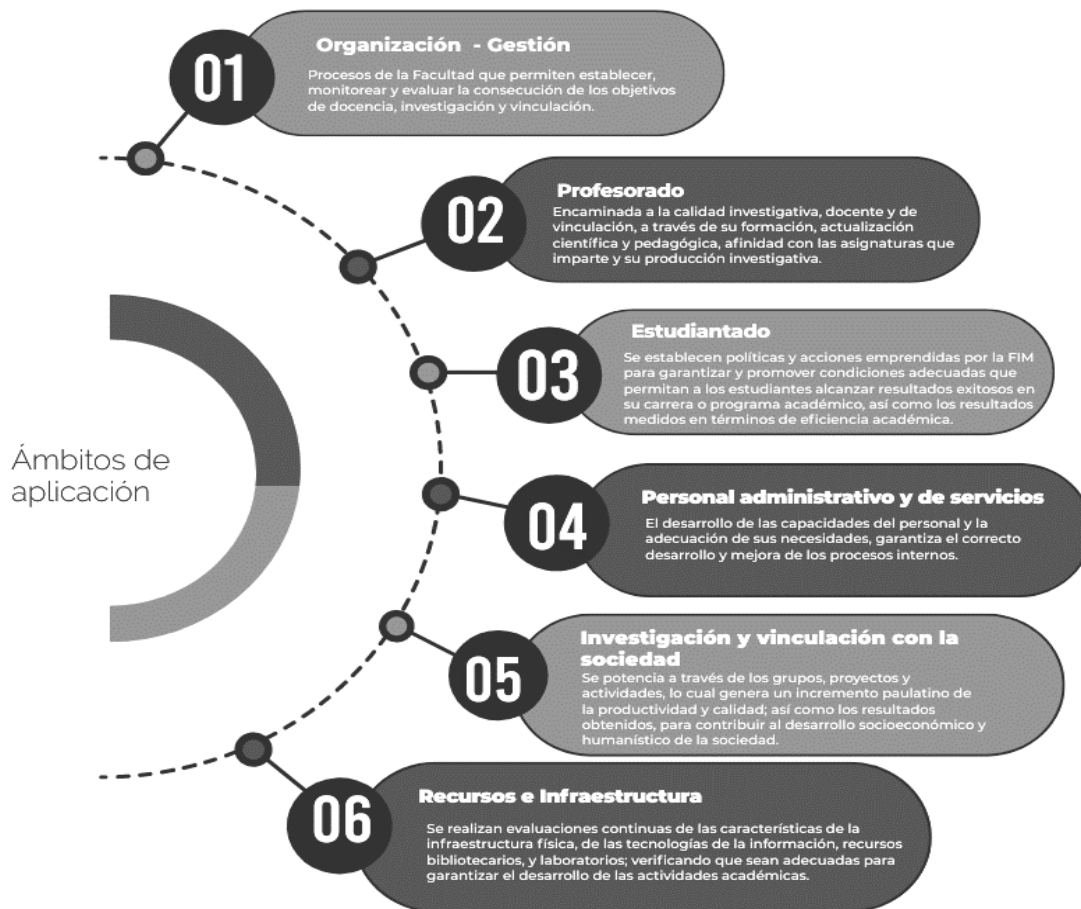 Ámbitos de
aplicación
01
Organización - Gestión
Procesos de la Facultad que permiten establecer,
monitorear y evaluar la consecución de los objetivos
de docencia, investigación y vinculación.
02
Profesorado
Encaminada a la calidad investigativa, docente y de
vinculación, a través de su formación, actualización
científica y pedagógica, afinidad con las asignaturas que
imparte y su producción investigativa.
03
Estudiantado
Se establecen políticas y acciones emprendidas por la FIM
para garantizar y promover condiciones adecuadas que
permitan a los estudiantes alcanzar resultados exitosos en
su carrera o programa académico, así como los resultados
medidos en términos de eficiencia académica.
04
Personal administrativo y de servicios
El desarrollo de las capacidades del personal y la
adecuación de sus necesidades, garantiza el correcto
desarrollo y mejora de los procesos internos.
05
Investigación y vinculación con la
sociedad
Se potencia a través de los grupos, proyectos y
actividades, lo cual genera un incremento paulatino de
la productividad y calidad; así como los resultados
obtenidos, para contribuir al desarrollo socioeconómico y
humanístico de la sociedad.
06
Recursos e Infraestructura
Se realizan evaluaciones continuas de las características de la
infraestructura física, de las tecnologías de la información, recursos
bibliotecarios, y laboratorios; verificando que sean adecuadas para
garantizar el desarrollo de las actividades académicas.